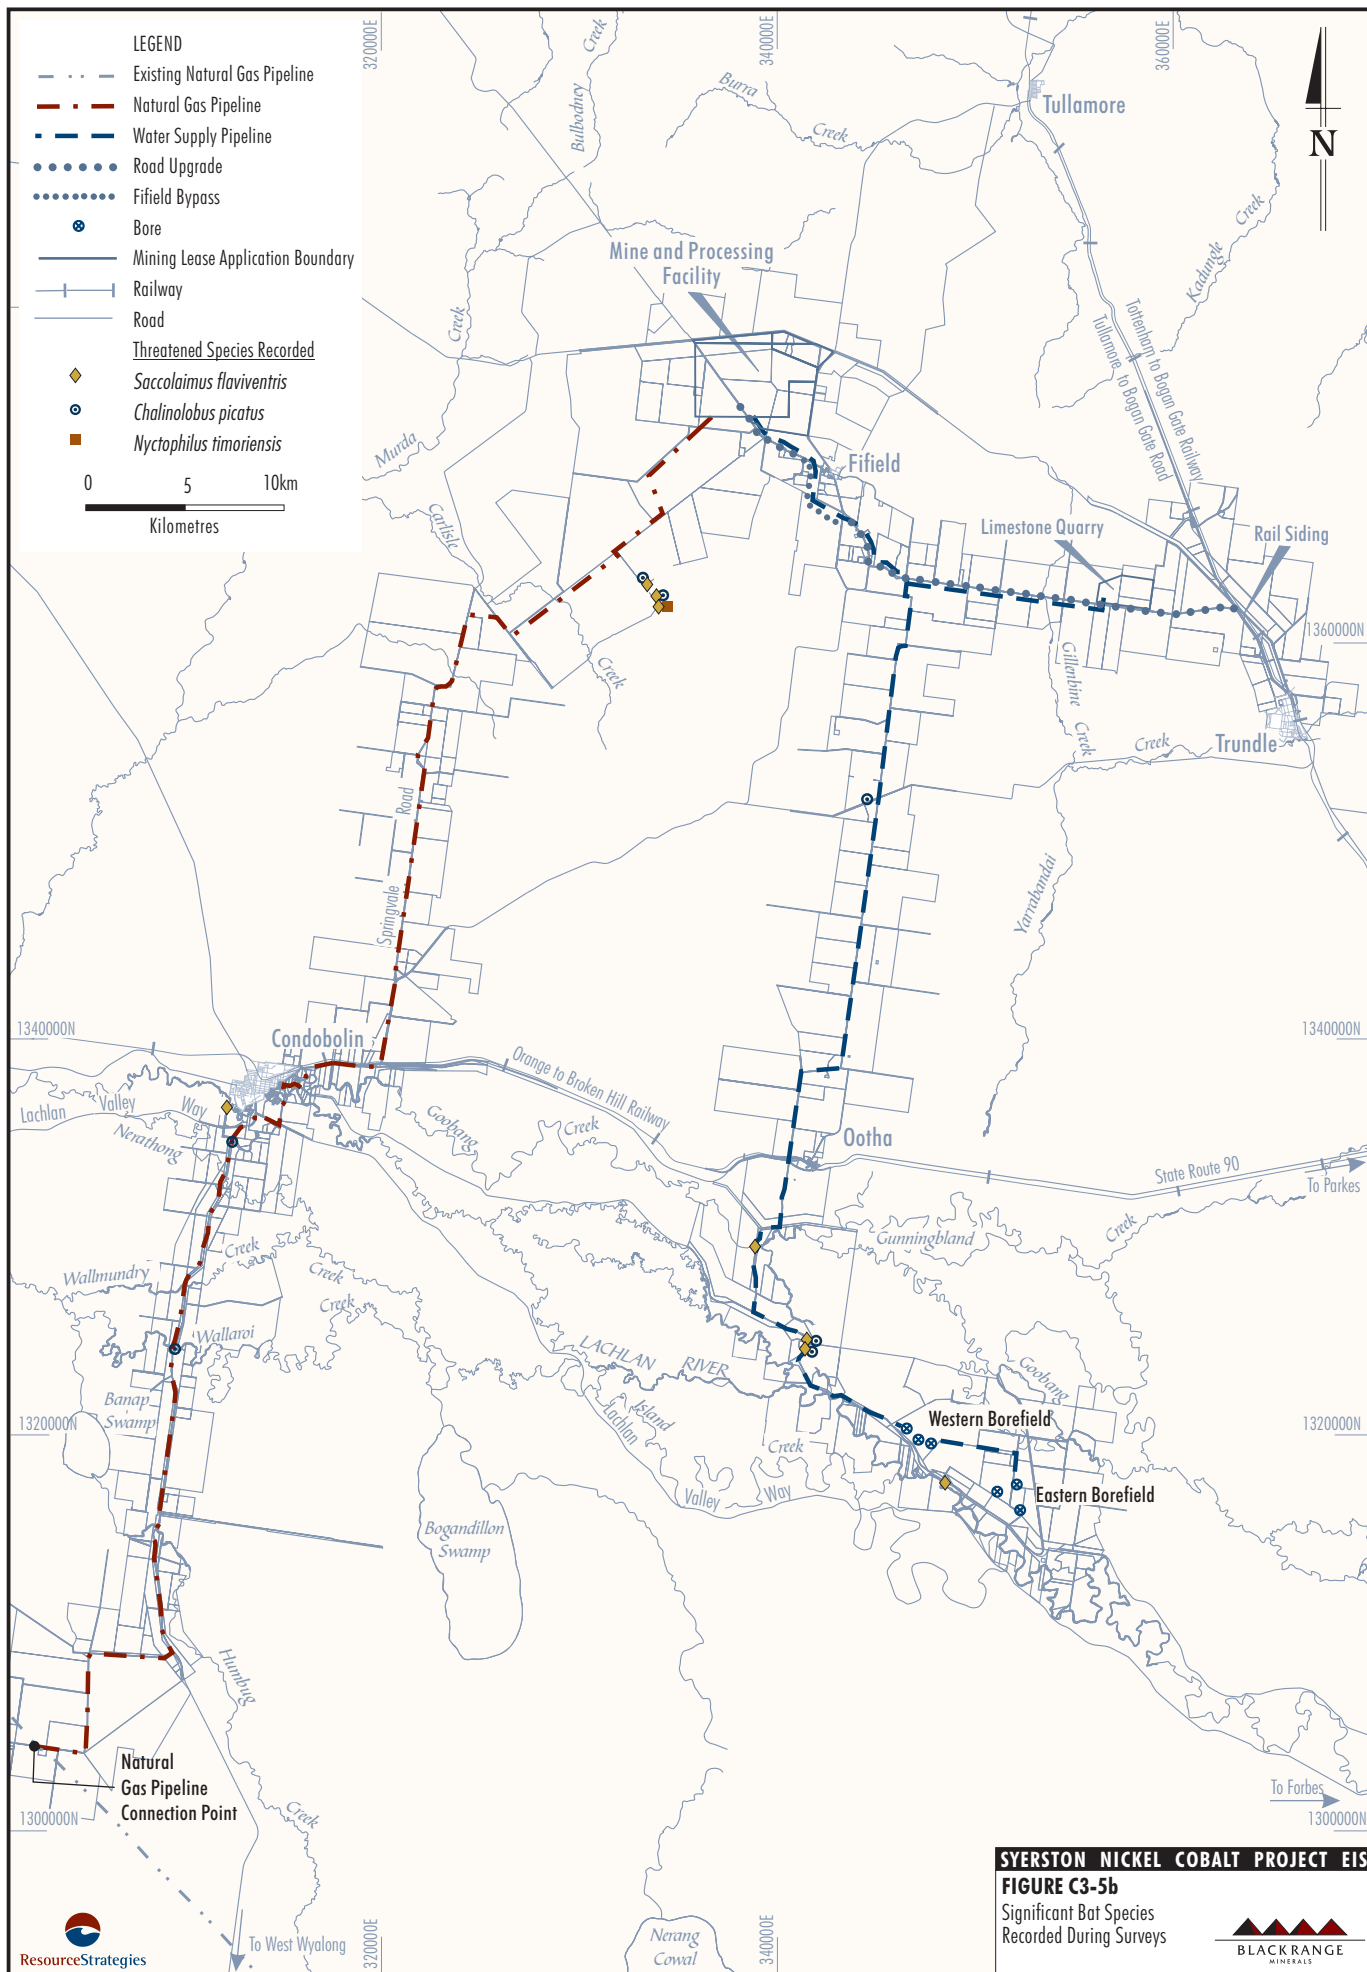 LEGEND
Existing Natural Gas Pipeline
Natural Gas Pipeline
Water Supply Pipeline
Road Upgrade
Fifield Bypass
Bore
Mining Lease Application Boundary
Railway
Road
Threatened Species Recorded
Saccolaimus flaviventris
Chalinolobus picatus
Nyctophilus timoriensis
0 5 10km
Kilometres
320000E
340000E
360000E
Bulbodney
Creek
Burra
Creek
Tullamore
N
Kadungle
Creek
Mine and Processing
Facility
Creek
Murda
Tottenham to Bogan Gate Railway
Tullamore to Bogan Gate Road
Fifield
Carlisle
Creek
Limestone Quarry
Rail Siding
1360000N
Gillenbine
Creek
Creek
Trundle
Road
Springvale
Yarrabandai
1340000N
1340000N
Condobolin
Orange to Broken Hill Railway
Lachlan
Valley
Way
Nerathong
Goobang
Creek
Ootha
State Route 90
To Parkes
Creek
Gunningbland
Creek
Wallmundry
Creek
Creek
Wallaroi
LACHLAN RIVER
Goobang
Banap
Swamp
Island
Creek
Lachlan
Valley
Way
1320000N
1320000N
Western Borefield
Eastern Borefield
Bogandillon
Swamp
Humbug
Creek
Natural
Gas Pipeline
Connection Point
1300000N
1300000N
To Forbes
To West Wyalong
320000E
340000E
Nerang
Cowal
ResourceStrategies
SYERSTON NICKEL COBALT PROJECT EIS
FIGURE C3-5b
Significant Bat Species
Recorded During Surveys
BLACK RANGE
MINERALS